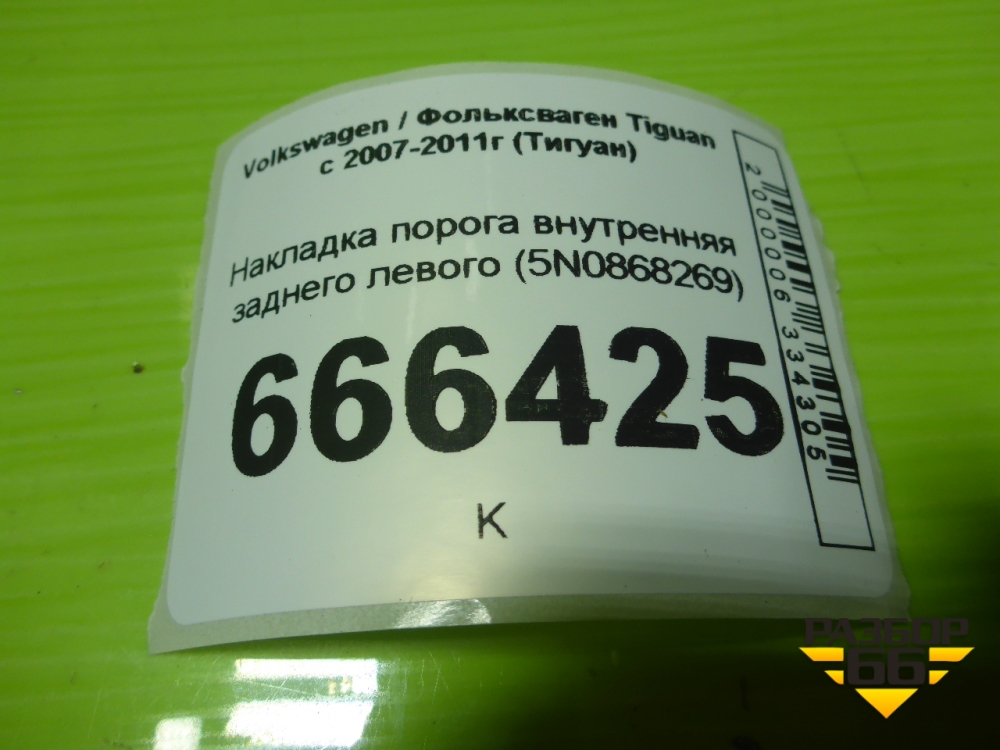 Volkswagen / Фольксваген Tiguan
с 2007-2011г (Тигуан)
Накладка порога внутренняя
заднего левого (5N0868269)
666425
К
2000006334305
РАЗБОР
66